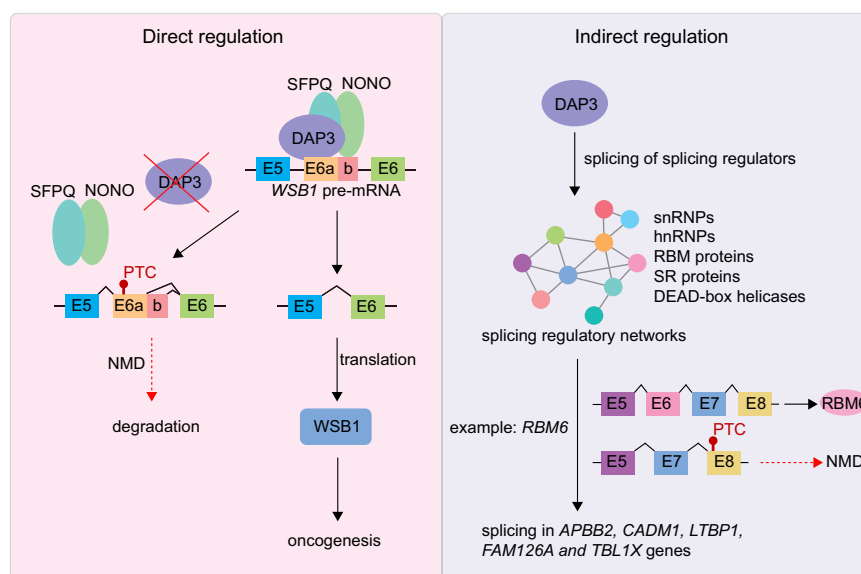 Direct regulation
SFPQ NONO
DAP3
E5 E6a b E6
WSB1 pre-mRNA
DAP3
SFPQ NONO
PTC
E5 E6a b E6
E5 E6
NMD
translation
degradation
WSB1
oncogenesis
Indirect regulation
DAP3
splicing of splicing regulators
snRNPs
hnRNPs
RBM proteins
SR proteins
DEAD-box helicases
splicing regulatory networks
E5 E6 E7 E8 RBM6
example: RBM6
PTC
E5 E7 E8 NMD
splicing in APBB2, CADM1, LTBP1,
FAM126A and TBL1X genes